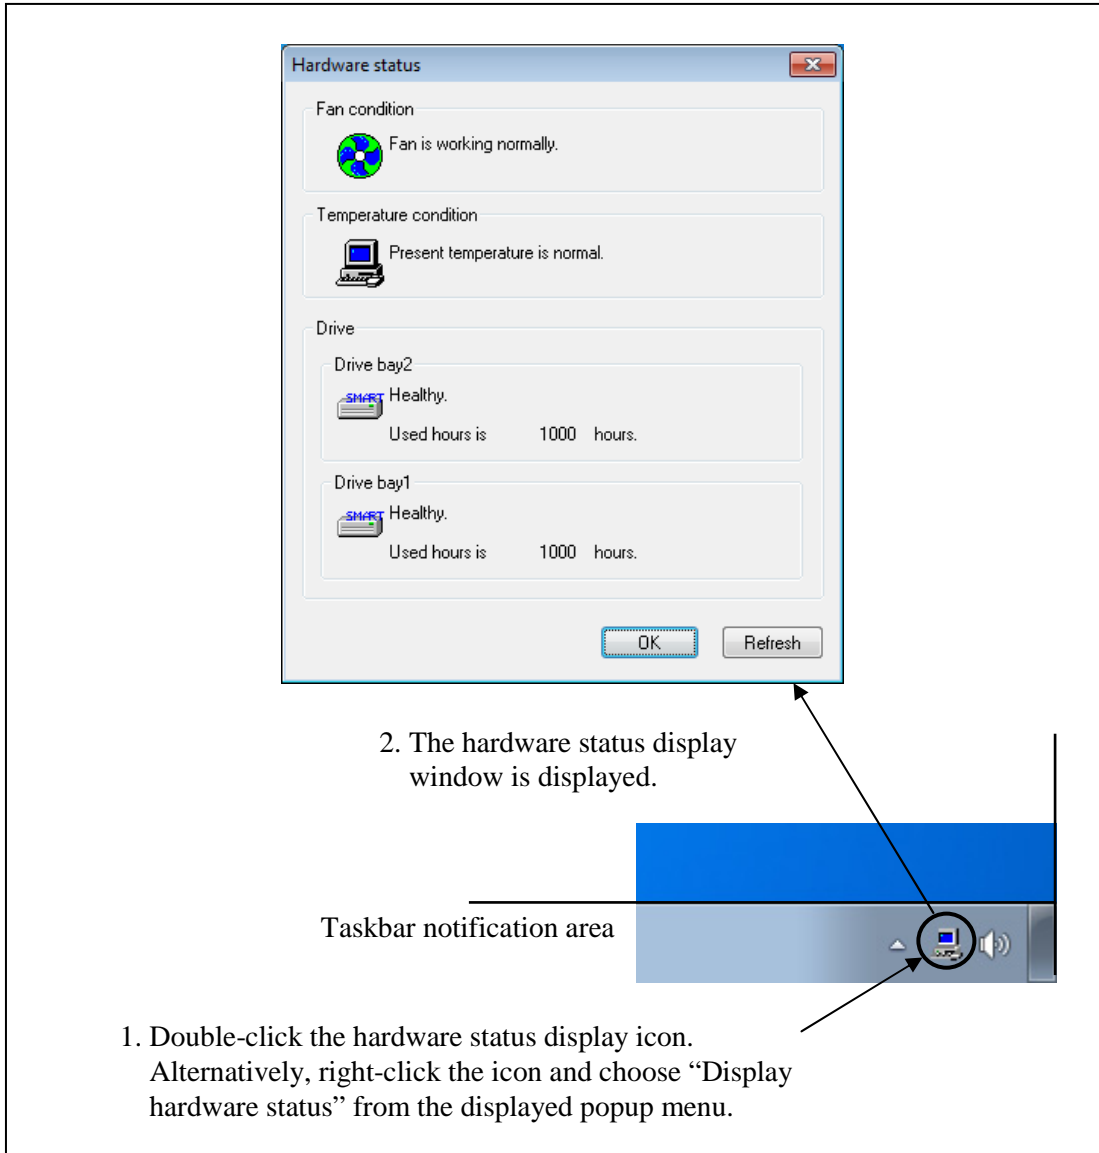 Hardware status
Fan condition
Fan is working normally.
Temperature condition
Present temperature is normal.
Drive
Drive bay2
SMART Healthy.
Used hours is 1000 hours.
Drive bay1
SMART Healthy.
Used hours is 1000 hours.
OK Refresh
2. The hardware status display
window is displayed.
Taskbar notification area
1. Double-click the hardware status display icon.
Alternatively, right-click the icon and choose “Display
hardware status” from the displayed popup menu.